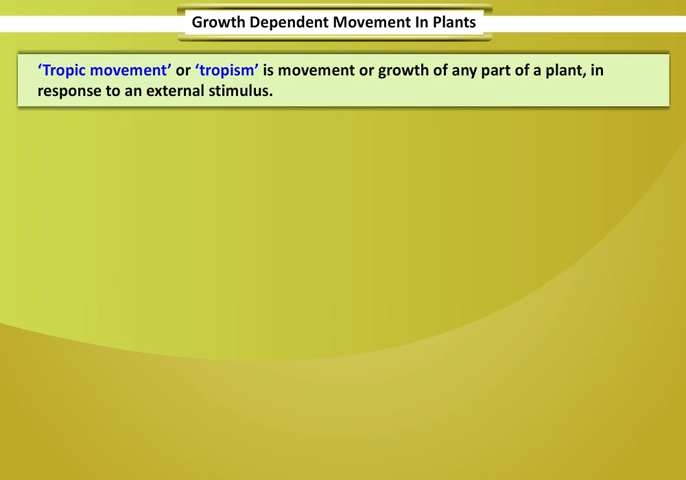 Growth Dependent Movement In Plants
‘Tropic movement’ or ‘tropism’ is movement or growth of any part of a plant, in
response to an external stimulus.